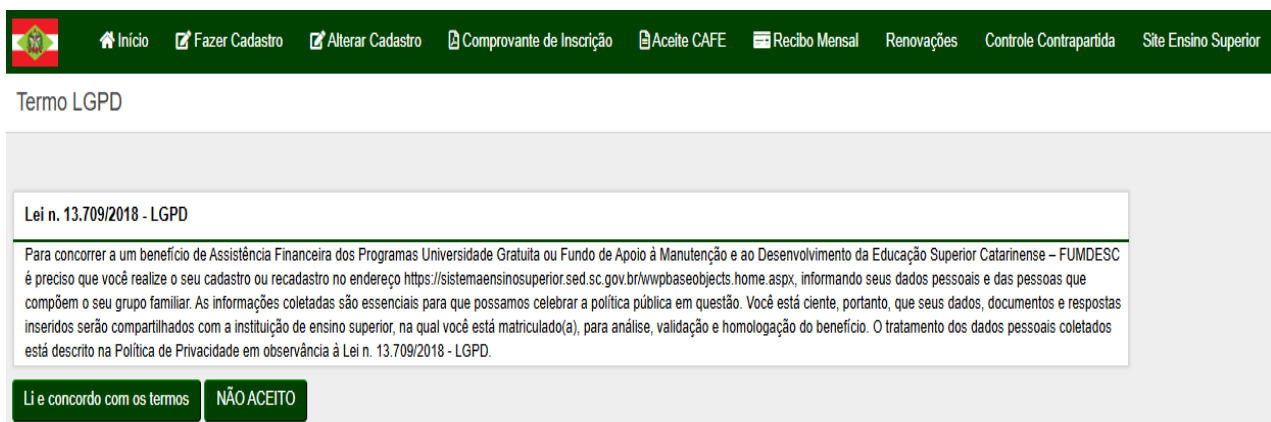 Início Fazer Cadastro Alterar Cadastro Comprovante de Inscrição Aceite CAFE Recibo Mensal Renovações Controle Contrapartida Site Ensino Superior
Termo LGPD
Lei n. 13.709/2018 - LGPD
Para concorrer a um benefício de Assistência Financeira dos Programas Universidade Gratuita ou Fundo de Apoio à Manutenção e ao Desenvolvimento da Educação Superior Catarinense – FUMDESC
é preciso que você realize o seu cadastro ou recadastro no endereço https://sistemaensinosuperior.sed.sc.gov.br/wwpbaseobjects.home.aspx, informando seus dados pessoais e das pessoas que
compõem o seu grupo familiar. As informações coletadas são essenciais para que possamos celebrar a política pública em questão. Você está ciente, portanto, que seus dados, documentos e respostas
inseridos serão compartilhados com a instituição de ensino superior, na qual você está matriculado(a), para análise, validação e homologação do benefício. O tratamento dos dados pessoais coletados
está descrito na Política de Privacidade em observância à Lei n. 13.709/2018 - LGPD.
Li e concordo com os termos NÃO ACEITO